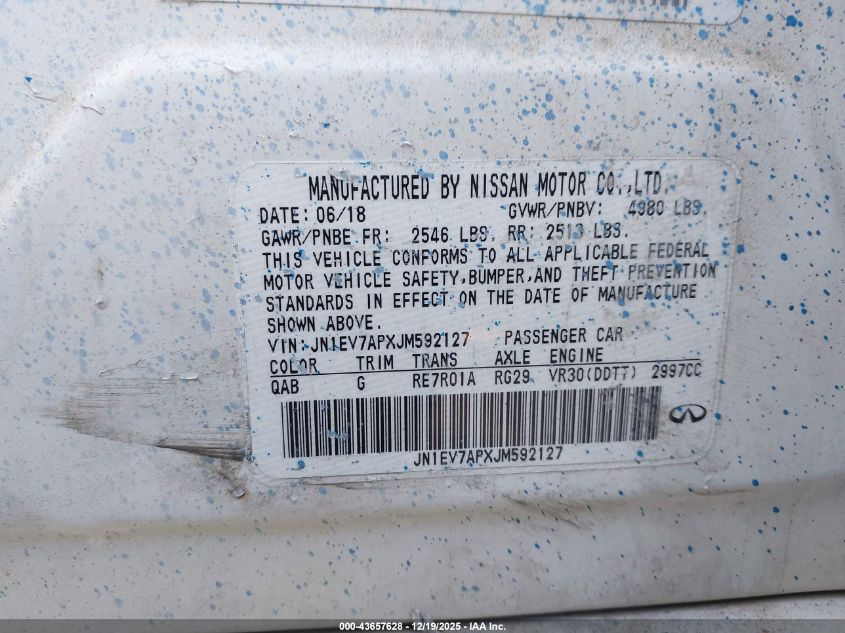 MANUFACTURED BY NISSAN MOTOR CO.,LTD.
DATE: 06/18 GVWR/PNBV: 4980 LBS.
GAWR/PNBE FR: 2546 LBS. RR: 2513 LBS.
THIS VEHICLE CONFORMS TO ALL APPLICABLE FEDERAL
MOTOR VEHICLE SAFETY, BUMPER, AND THEFT PREVENTION
STANDARDS IN EFFECT ON THE DATE OF MANUFACTURE
SHOWN ABOVE.
VIN: JN1EV7APXJM592127 PASSENGER CAR
COLOR TRIM TRANS AXLE ENGINE
QAB G RE7R01A RG29 VR30(DDTT) 2997CC
JN1EV7APXJM592127
000-43657628 - 12/19/2025 - IAA Inc.